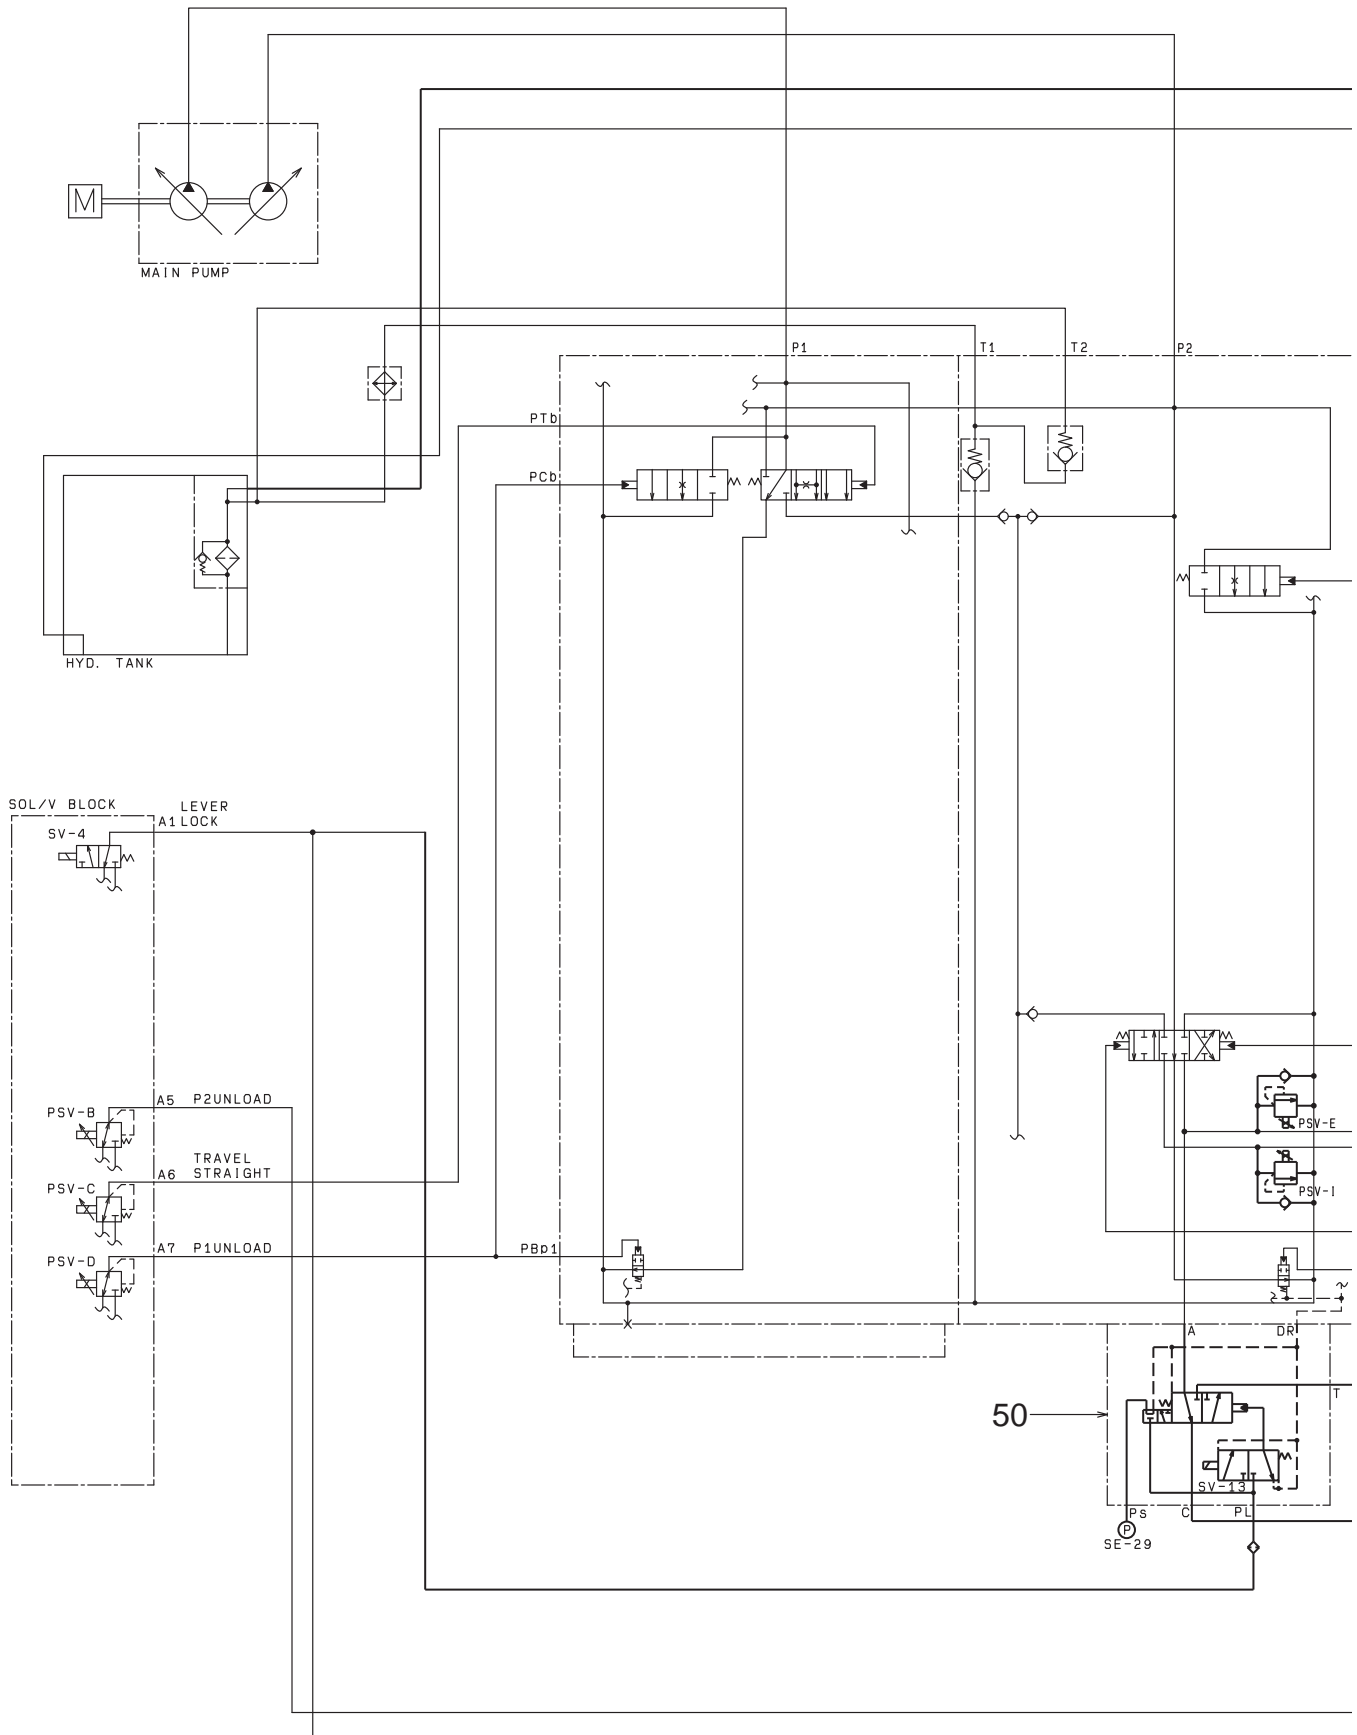 M
MAIN PUMP
P1
T1
T2
P2
PTb
PCb
HYD. TANK
SOL/V BLOCK
LEVER
A1 LOCK
SV-4
A5 P2UNLOAD
PSV-B
PSV-E
TRAVEL
A6 STRAIGHT
PSV-C
PSV-I
A7 P1UNLOAD
PBp1
PSV-D
A
DR
T
50
SV-13
Ps
C
PL
P
SE-29